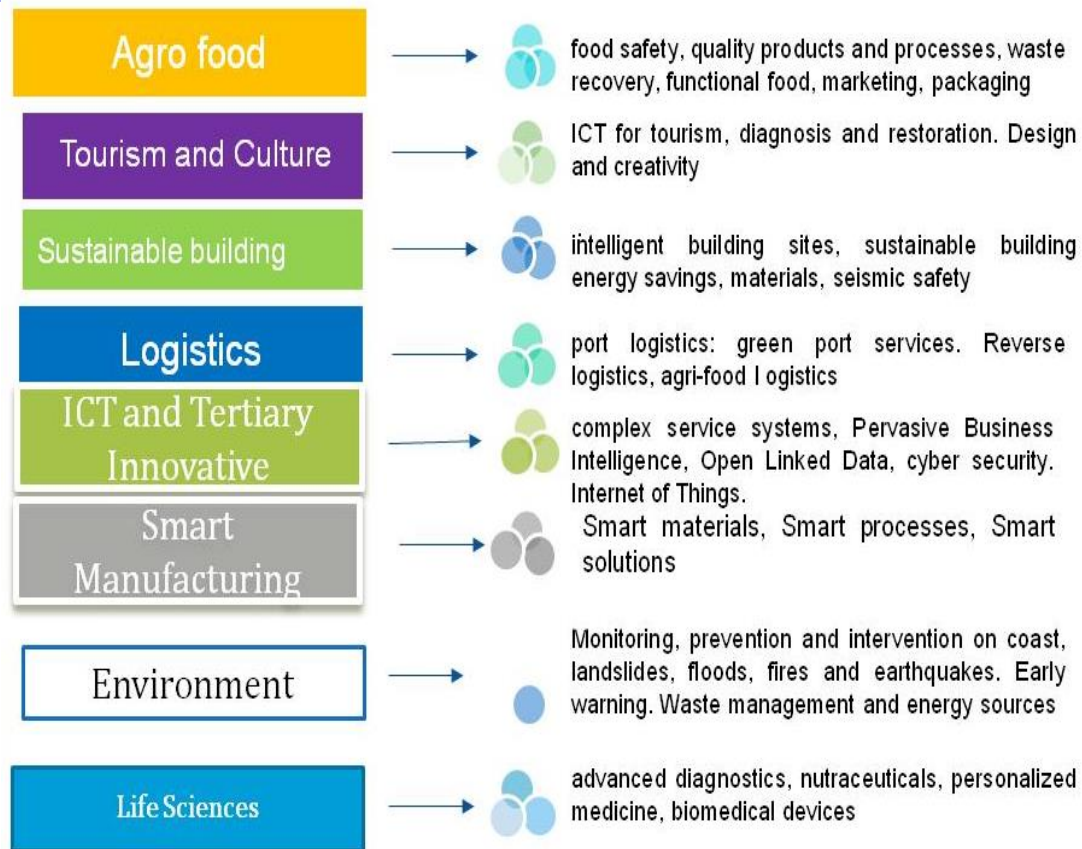 Agro food
food safety, quality products and processes, waste
recovery, functional food, marketing, packaging
Tourism and Culture
ICT for tourism, diagnosis and restoration. Design
and creativity
Sustainable building
intelligent building sites, sustainable building
energy savings, materials, seismic safety
Logistics
port logistics: green port services. Reverse
logistics, agri-food l ogistics
ICT and Tertiary
Innovative
complex service systems, Pervasive Business
Intelligence, Open Linked Data, cyber security.
Internet of Things.
Smart
Manufacturing
Smart materials, Smart processes, Smart
solutions
Environment
Monitoring, prevention and intervention on coast,
landslides, floods, fires and earthquakes. Early
warning. Waste management and energy sources
Life Sciences
advanced diagnostics, nutraceuticals, personalized
medicine, biomedical devices